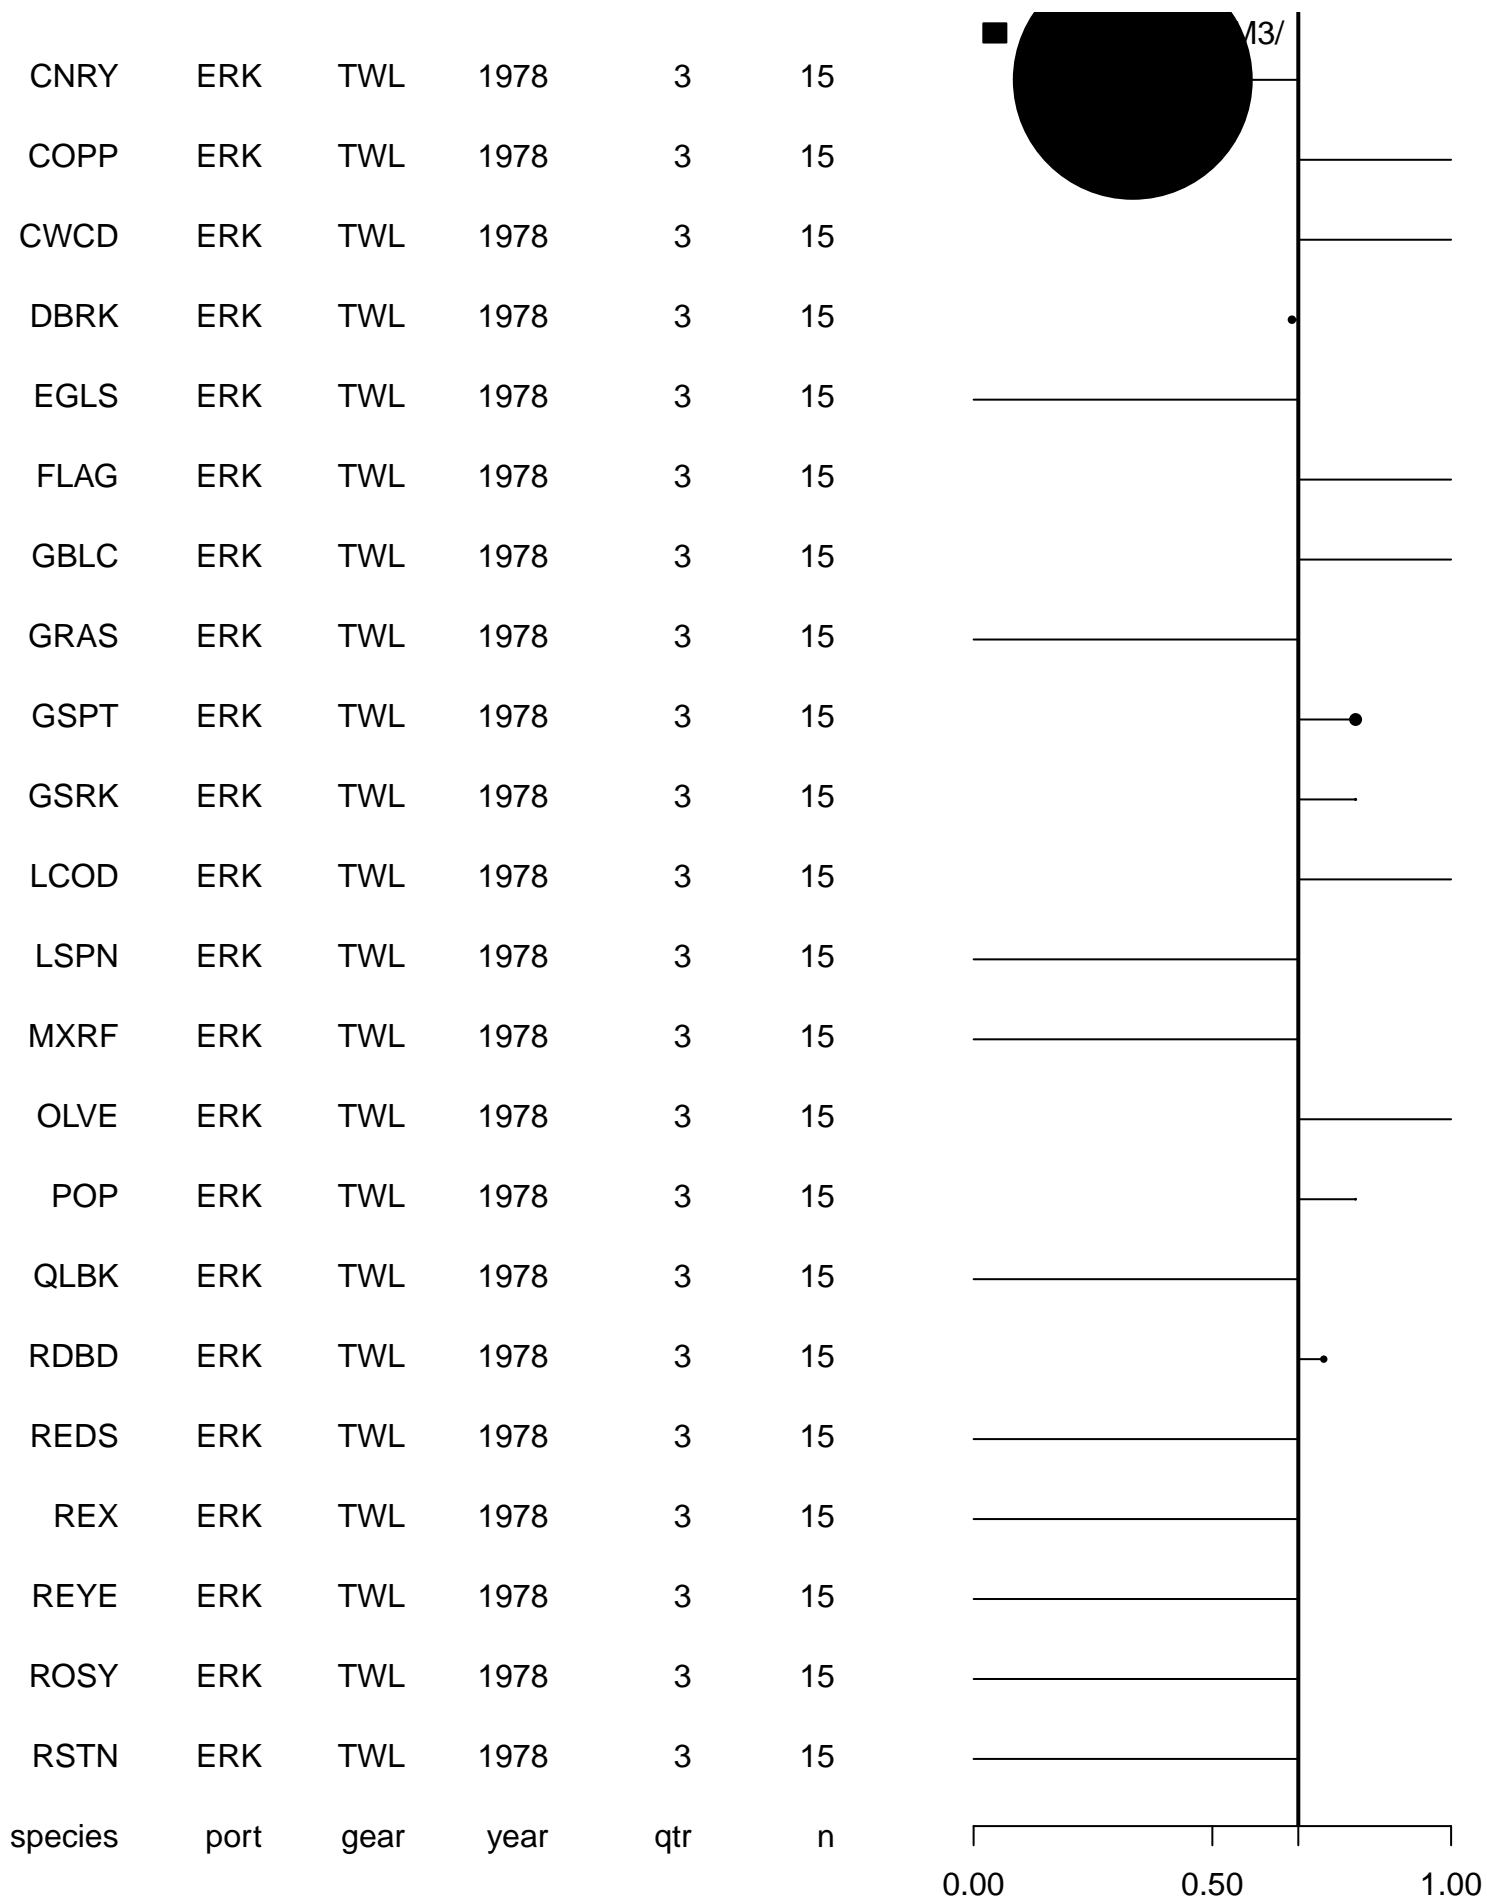 M3/
CNRY ERK TWL 1978 3 15
COPP ERK TWL 1978 3 15
CWCD ERK TWL 1978 3 15
DBRK ERK TWL 1978 3 15
EGLS ERK TWL 1978 3 15
FLAG ERK TWL 1978 3 15
GBLC ERK TWL 1978 3 15
GRAS ERK TWL 1978 3 15
GSPT ERK TWL 1978 3 15
GSRK ERK TWL 1978 3 15
LCOD ERK TWL 1978 3 15
LSPN ERK TWL 1978 3 15
MXRF ERK TWL 1978 3 15
OLVE ERK TWL 1978 3 15
POP ERK TWL 1978 3 15
QLBK ERK TWL 1978 3 15
RDBD ERK TWL 1978 3 15
REDS ERK TWL 1978 3 15
REX ERK TWL 1978 3 15
REYE ERK TWL 1978 3 15
ROSY ERK TWL 1978 3 15
RSTN ERK TWL 1978 3 15
species port gear year qtr n
0.00 0.50 1.00